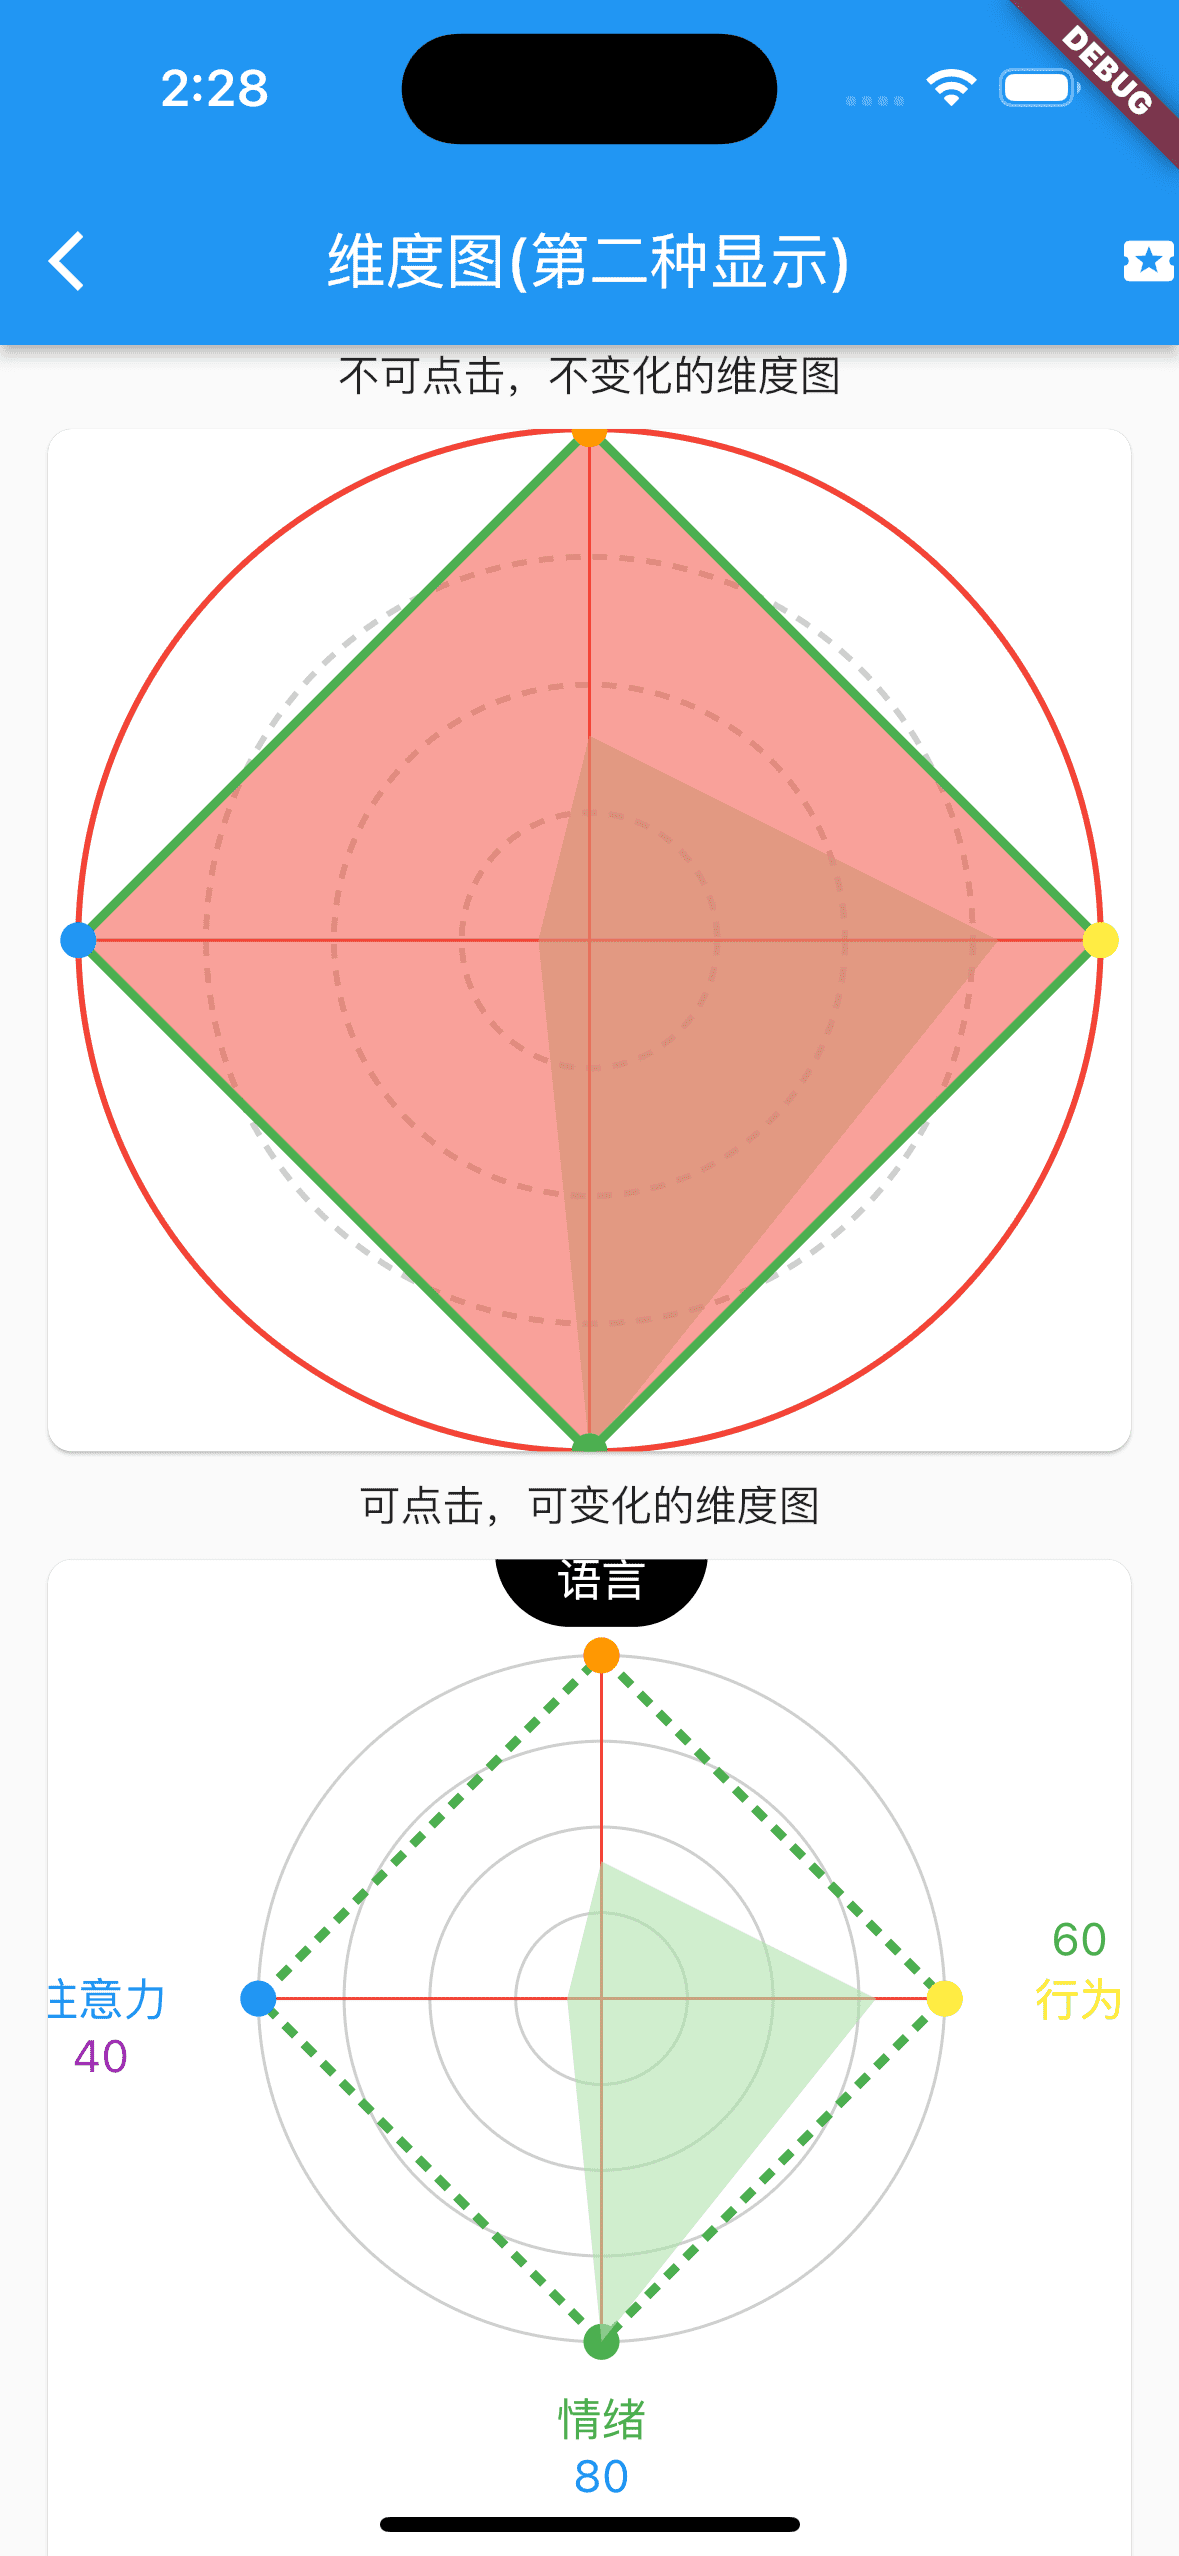 2:28
DEBUG
维度图(第二种显示)
不可点击，不变化的维度图
可点击，可变化的维度图
语言
60
行为
注意力
40
情绪
80